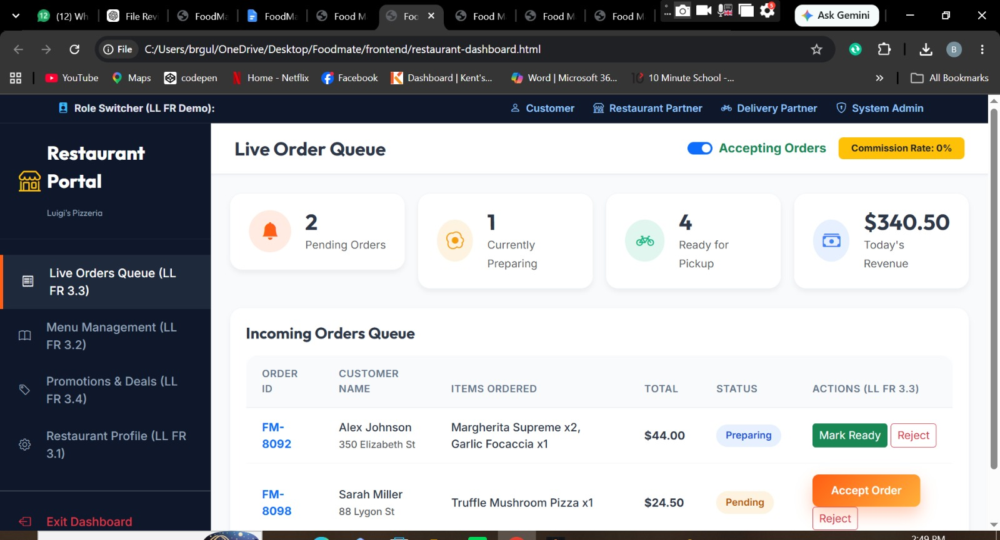 12
(12) Wh
File Rev
FoodMa
FoodMa
Food M
Foo
Food M
Food M
Food M
5
Ask Gemini
File
C:/Users/brgul/OneDrive/Desktop/Foodmate/frontend/restaurant-dashboard.html
B
YouTube
Maps
codepen
Home - Netflix
Facebook
Dashboard | Kent's...
Word | Microsoft 36...
10 Minute School -...
All Bookmarks
Role Switcher (LL FR Demo):
Customer
Restaurant Partner
Delivery Partner
System Admin
Restaurant
Portal
Luigi's Pizzeria
Live Orders Queue (LL
FR 3.3)
Menu Management (LL
FR 3.2)
Promotions & Deals (LL
FR 3.4)
Restaurant Profile (LL FR
3.1)
Exit Dashboard
Live Order Queue
Accepting Orders
Commission Rate: 0%
2
Pending Orders
1
Currently
Preparing
4
Ready for
Pickup
$340.50
Today's
Revenue
Incoming Orders Queue
ORDER
ID
CUSTOMER
NAME
ITEMS ORDERED
TOTAL
STATUS
ACTIONS (LL FR 3.3)
FM-
8092
Alex Johnson
350 Elizabeth St
Margherita Supreme x2,
Garlic Focaccia x1
$44.00
Preparing
Mark Ready
Reject
FM-
8098
Sarah Miller
88 Lygon St
Truffle Mushroom Pizza x1
$24.50
Pending
Accept Order
Reject
2:49 PM